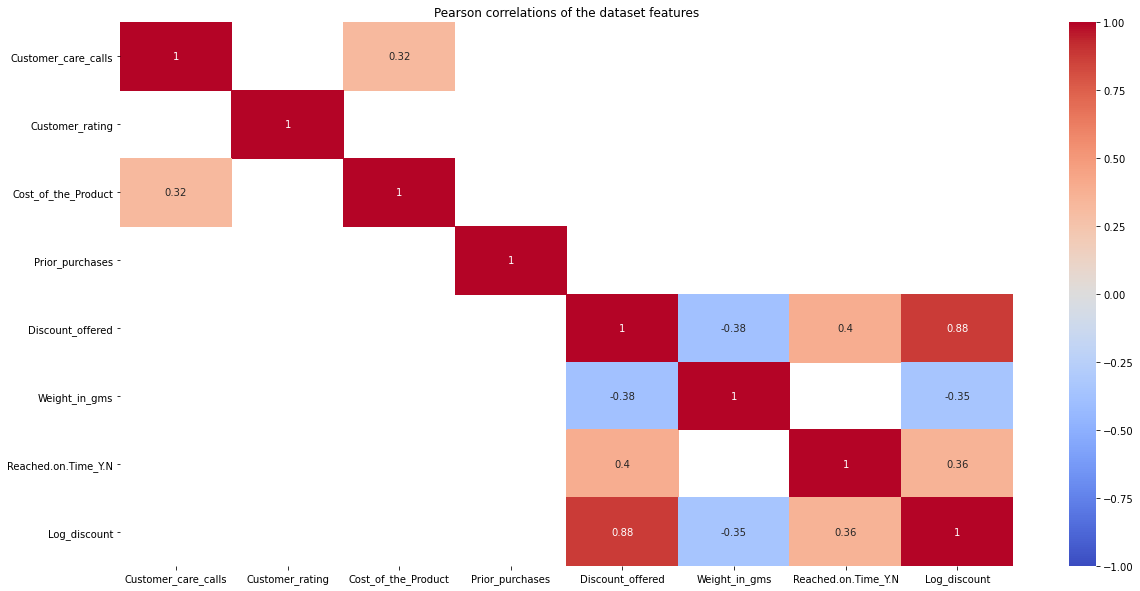 Pearson correlations of the dataset features
Customer_care_calls 1 0.32
Customer_rating 1
Cost_of_the_Product 0.32 1
Prior_purchases 1
Discount_offered 1 -0.38 0.4 0.88
Weight_in_gms -0.38 1 -0.35
Reached.on.Time_Y.N 0.4 1 0.36
Log_discount 0.88 -0.35 0.36 1
Customer_care_calls Customer_rating Cost_of_the_Product Prior_purchases Discount_offered Weight_in_gms Reached.on.Time_Y.N Log_discount
1.00
0.75
0.50
0.25
0.00
−0.25
−0.50
−0.75
−1.00